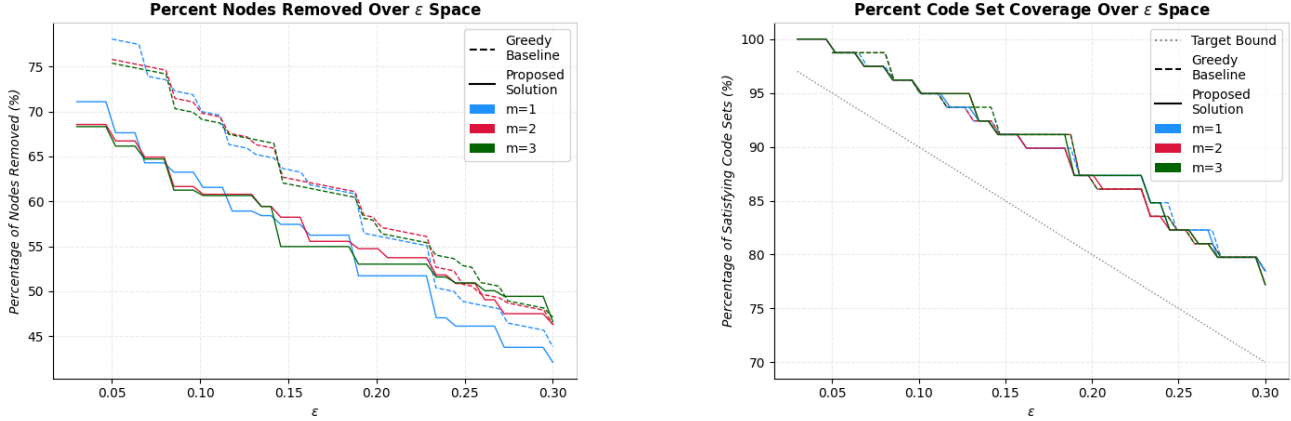 Percent Nodes Removed Over ε Space
Percentage of Nodes Removed (%)
75
70
65
60
55
50
45
0.05
0.10
0.15
0.20
0.25
0.30
ε
Greedy
Baseline
Proposed
Solution
m=1
m=2
m=3
Percent Code Set Coverage Over ε Space
Percentage of Satisfying Code Sets (%)
100
95
90
85
80
75
70
0.05
0.10
0.15
0.20
0.25
0.30
ε
Target Bound
Greedy
Baseline
Proposed
Solution
m=1
m=2
m=3